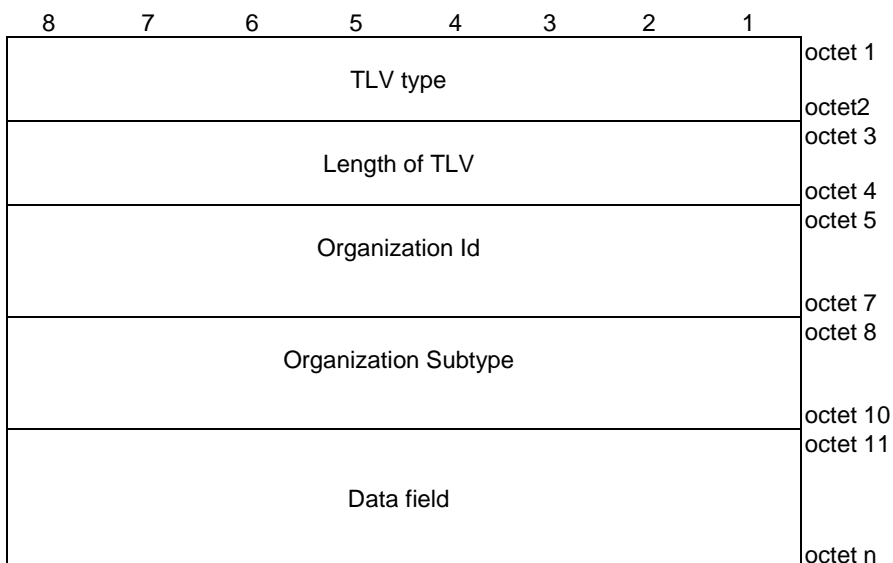 8 7 6 5 4 3 2 1
octet 1
TLV type
octet2
octet 3
Length of TLV
octet 4
octet 5
Organization Id
octet 7
octet 8
Organization Subtype
octet 10
octet 11
Data field
octet n